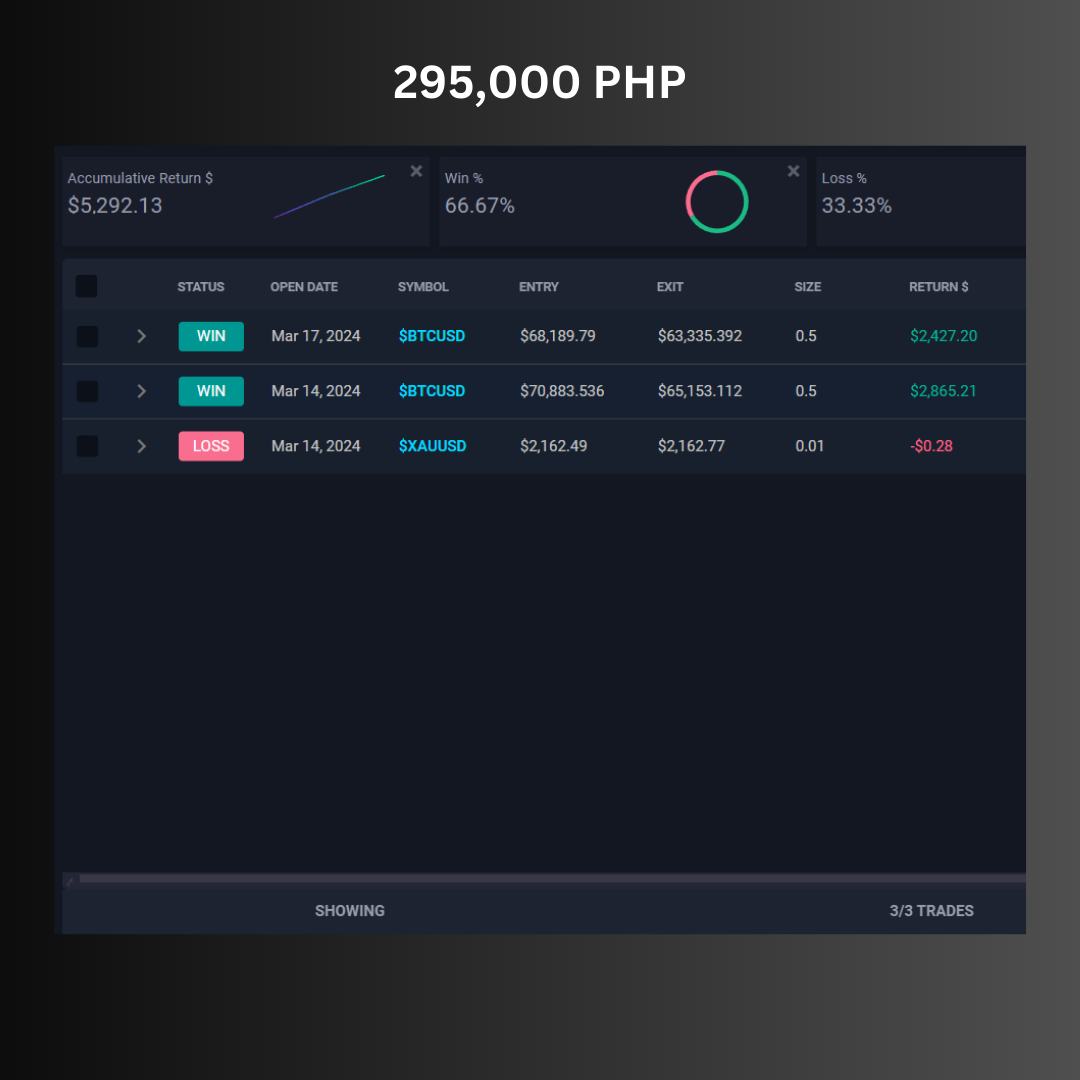 295,000 PHP
Accumulative Return $ Win % Loss %
$5,292.13 66.67% 33.33%
STATUS OPEN DATE SYMBOL ENTRY EXIT SIZE RETURN $
WIN Mar 17, 2024 $BTCUSD $68,189.79 $63,335.392 0.5 $2,427.20
WIN Mar 14, 2024 $BTCUSD $70,883.536 $65,153.112 0.5 $2,865.21
LOSS Mar 14, 2024 $XAUUSD $2,162.49 $2,162.77 0.01 -$0.28
SHOWING 3/3 TRADES